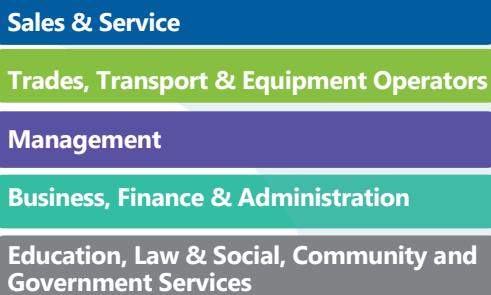 Sales & Service
Trades, Transport & Equipment Operators
Management
Business, Finance & Administration
Education, Law & Social, Community and
Government Services